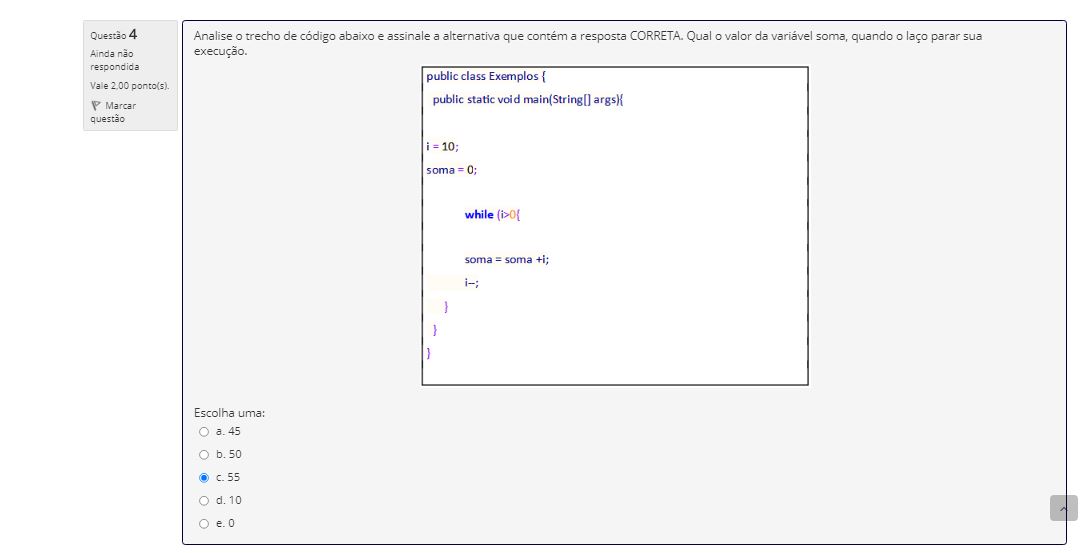 Questão 4
Ainda não
respondida
Vale 2,00 ponto(s).
Marcar
questão
Analise o trecho de código abaixo e assinale a alternativa que contém a resposta CORRETA. Qual o valor da variável soma, quando o laço parar sua
execução.
public class Exemplos {
public static void main(String[] args){
i = 10;
soma = 0;
while (i>0{
soma = soma +i;
i--;
}
}
}
Escolha uma:
a. 45
b. 50
c. 55
d. 10
e. 0